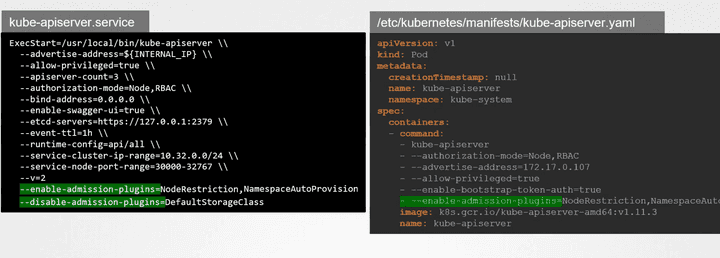 kube-apiserver.service
ExecStart=/usr/local/bin/kube-apiserver \\
--advertise-address=${INTERNAL_IP} \\
--allow-privileged=true \\
--apiserver-count=3 \\
--authorization-mode=Node,RBAC \\
--bind-address=0.0.0.0 \\
--enable-swagger-ui=true \\
--etcd-servers=https://127.0.0.1:2379 \\
--event-ttl=1h \\
--runtime-config=api/all \\
--service-cluster-ip-range=10.32.0.0/24 \\
--service-node-port-range=30000-32767 \\
--v=2
--enable-admission-plugins=NodeRestriction,NamespaceAutoProvision
--disable-admission-plugins=DefaultStorageClass
/etc/kubernetes/manifests/kube-apiserver.yaml
apiVersion: v1
kind: Pod
metadata:
creationTimestamp: null
name: kube-apiserver
namespace: kube-system
spec:
containers:
- command:
- kube-apiserver
- --authorization-mode=Node,RBAC
- --advertise-address=172.17.0.107
- --allow-privileged=true
- --enable-bootstrap-token-auth=true
- --enable-admission-plugins=NodeRestriction,NamespaceAuto
image: k8s.gcr.io/kube-apiserver-amd64:v1.11.3
name: kube-apiserver